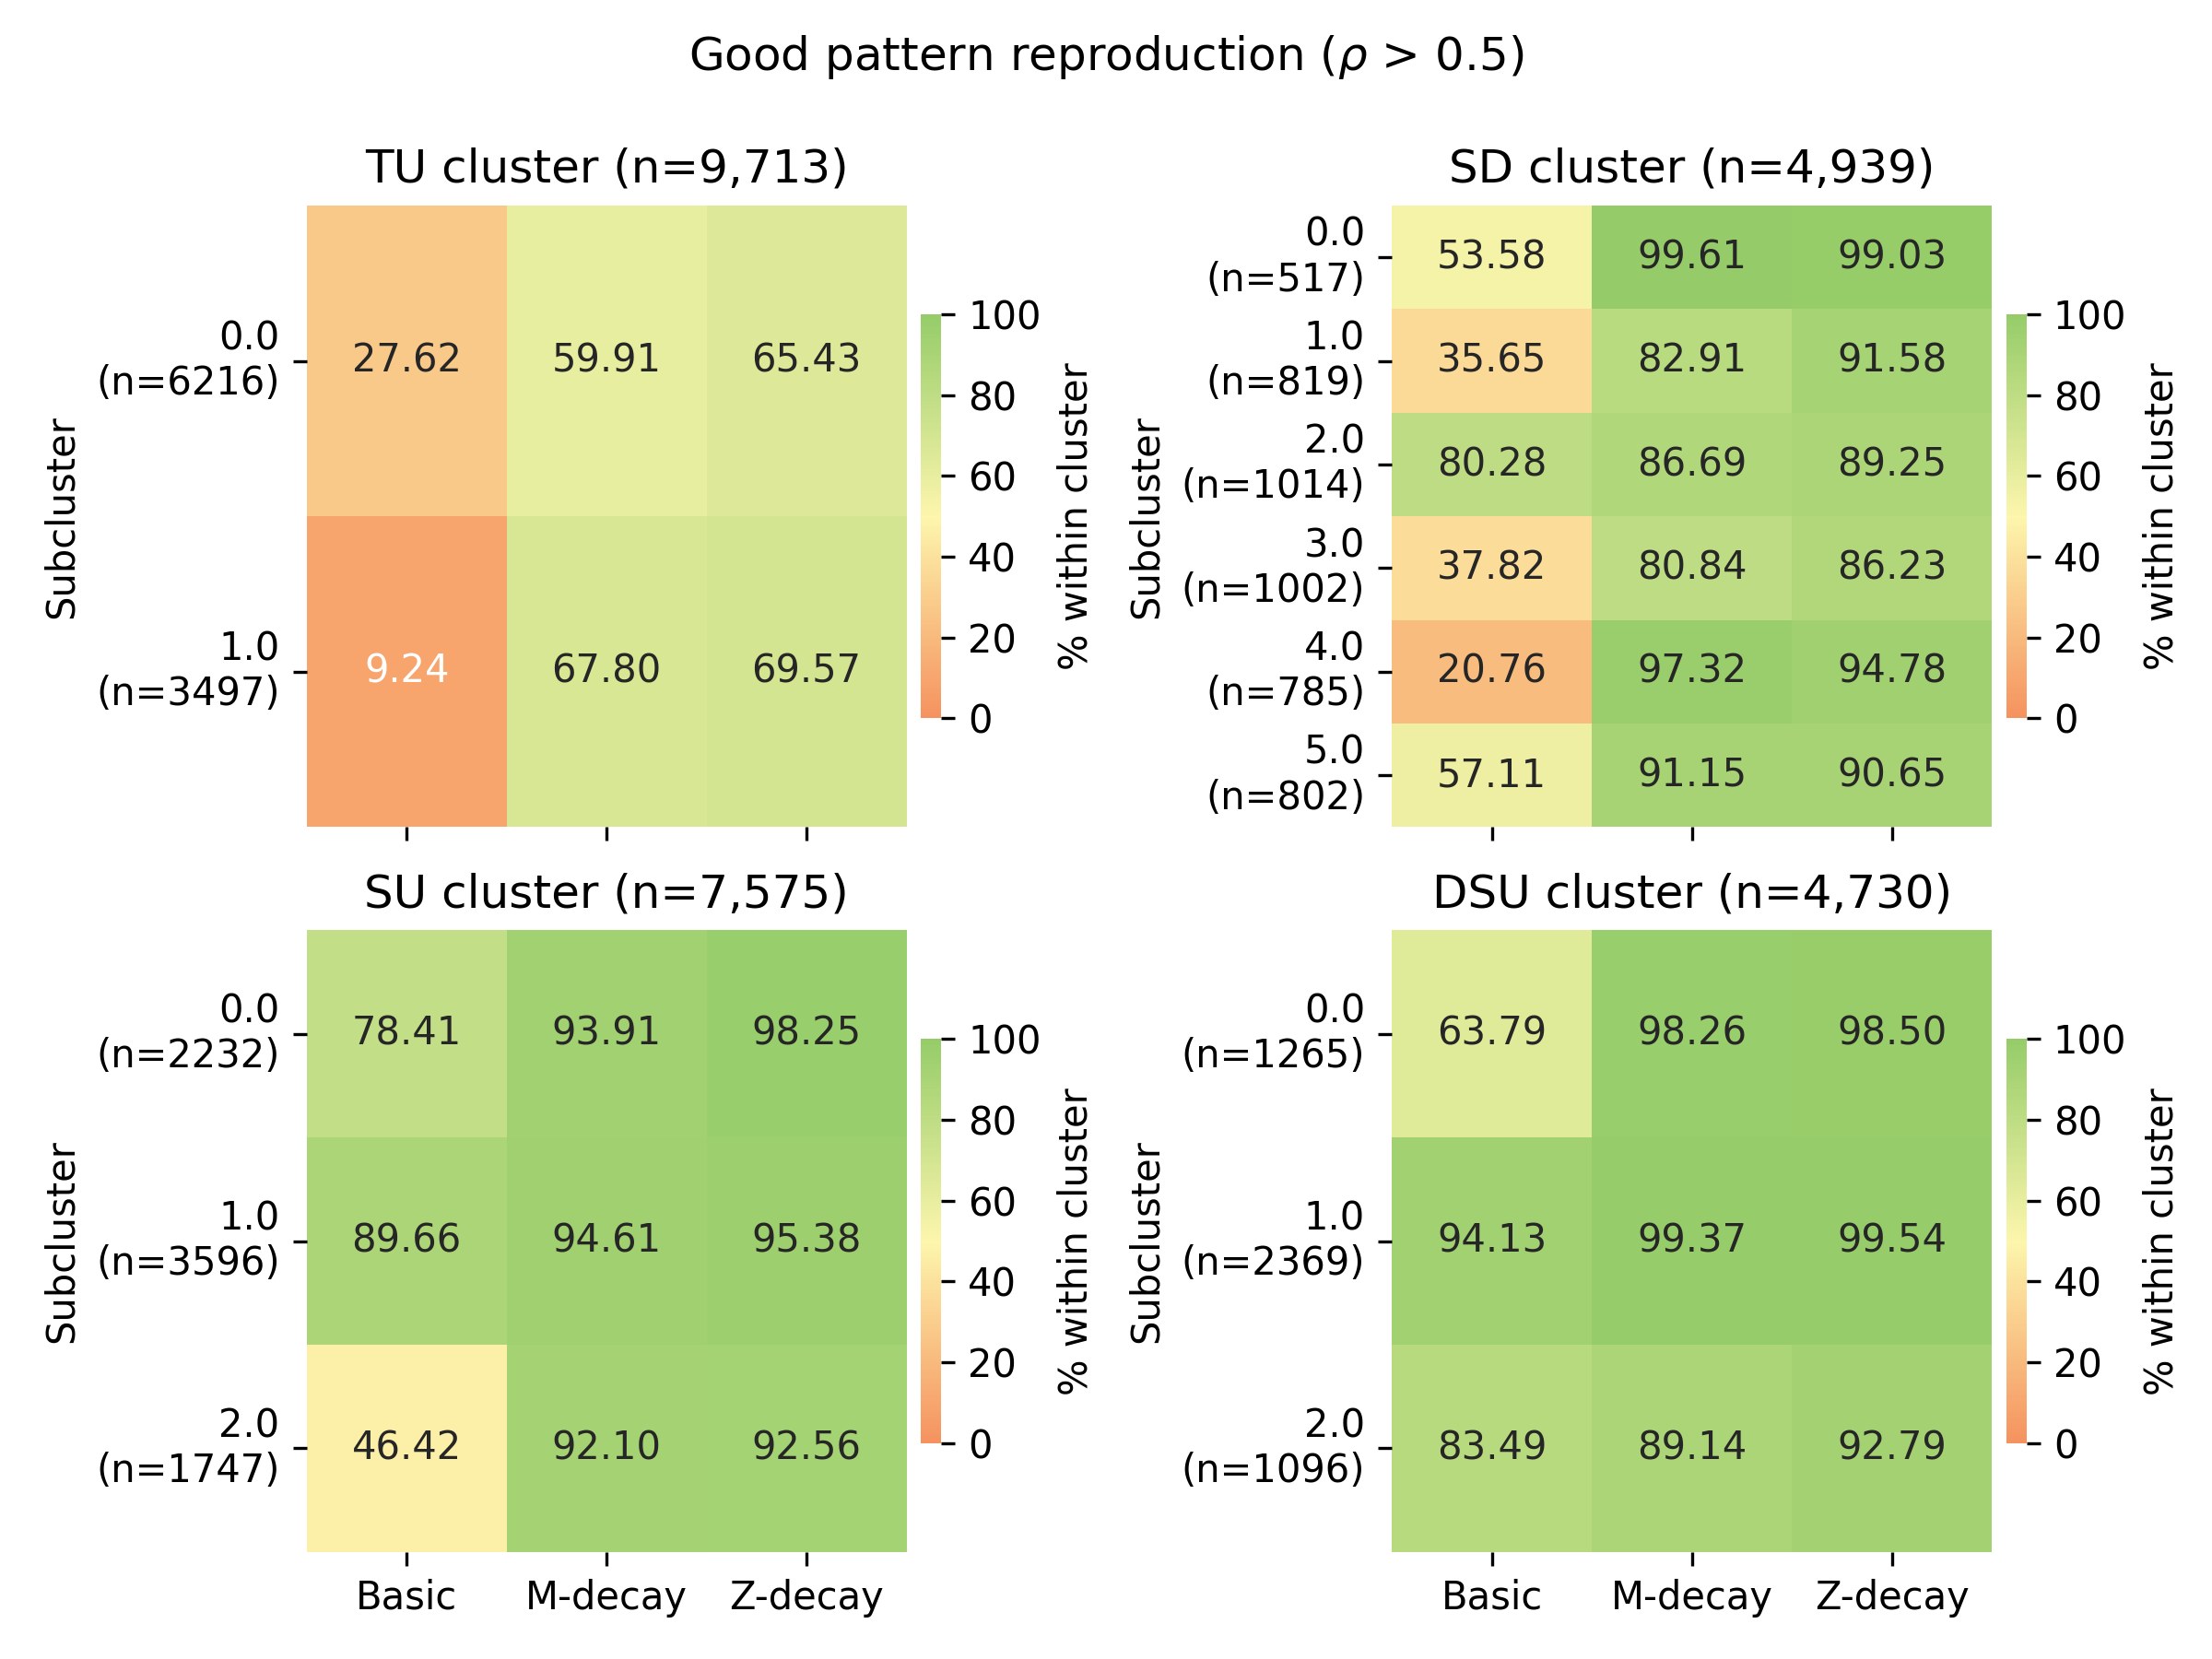 Good pattern reproduction (ρ > 0.5)
TU cluster (n=9,713)
Subcluster
0.0
(n=6216)
27.62 59.91 65.43
1.0
(n=3497)
9.24 67.80 69.57
100
80
60
40
20
0
% within cluster
SD cluster (n=4,939)
Subcluster
0.0
(n=517)
53.58 99.61 99.03
1.0
(n=819)
35.65 82.91 91.58
2.0
(n=1014)
80.28 86.69 89.25
3.0
(n=1002)
37.82 80.84 86.23
4.0
(n=785)
20.76 97.32 94.78
5.0
(n=802)
57.11 91.15 90.65
100
80
60
40
20
0
% within cluster
SU cluster (n=7,575)
Subcluster
0.0
(n=2232)
78.41 93.91 98.25
1.0
(n=3596)
89.66 94.61 95.38
2.0
(n=1747)
46.42 92.10 92.56
Basic M-decay Z-decay
100
80
60
40
20
0
% within cluster
DSU cluster (n=4,730)
Subcluster
0.0
(n=1265)
63.79 98.26 98.50
1.0
(n=2369)
94.13 99.37 99.54
2.0
(n=1096)
83.49 89.14 92.79
Basic M-decay Z-decay
100
80
60
40
20
0
% within cluster